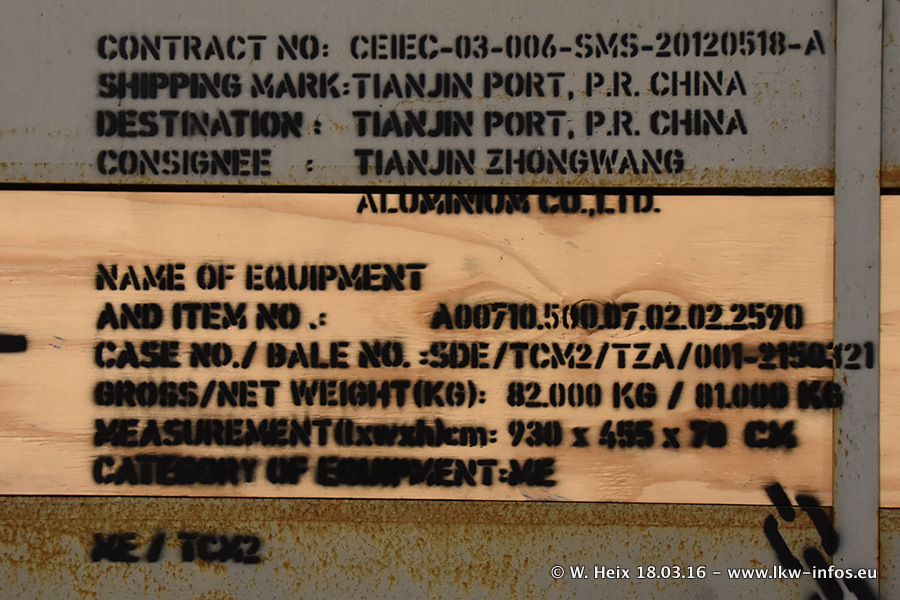 CONTRACT NO: CEIEC-03-006-SMS-20120518-A
SHIPPING MARK: TIANJIN PORT, P.R. CHINA
DESTINATION : TIANJIN PORT, P.R. CHINA
CONSIGNEE : TIANJIN ZHONGWANG
ALUMINIUM CO.,LTD.
NAME OF EQUIPMENT
AND ITEM NO .: A00710.500.07.02.02.2590
CASE NO./ BALE NO. :SDE/TCM2/TZA/001-2150321
GROSS/NET WEIGHT(KG): 82.000 KG / 81.000 KG
MEASUREMENT(lxwxh)cm: 930 x 455 x 70 CM
CATEGORY OF EQUIPMENT:ME
ME / TCM2
© W. Heix 18.03.16 - www.lkw-infos.eu